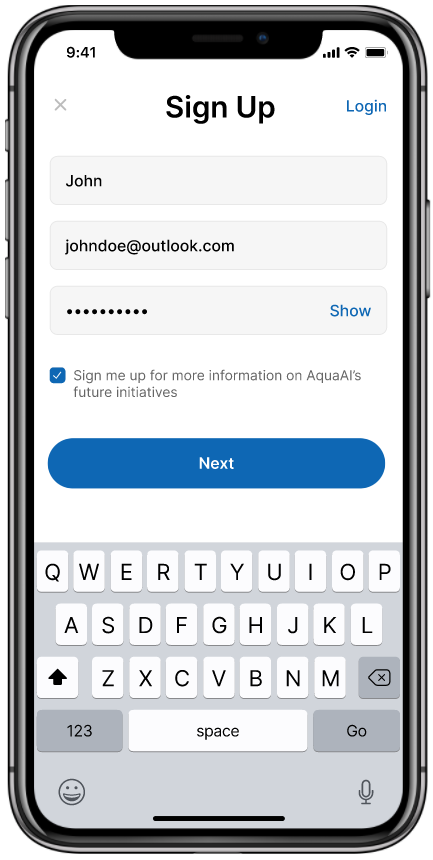 9:41
×
Sign Up
Login
John
johndoe@outlook.com
••••••••••
Show
Sign me up for more information on AquaAI's
future initiatives
Next
Q W E R T Y U I O P
A S D F G H J K L
Z X C V B N M
123
space
Go